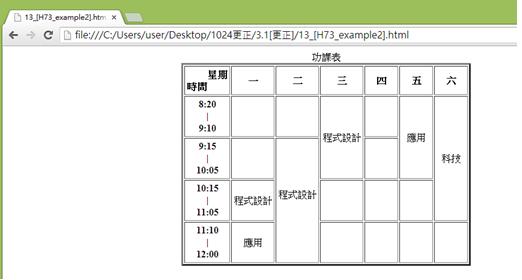 13_[H73_example2].htm
file:///C:/Users/user/Desktop/1024更正/3.1[更正]/13_[H73_example2].html
功課表
星期
時間
一 二 三 四 五 六
8:20
|
9:10
程式設計 應用 科技
9:15
|
10:05
程式設計
10:15
|
11:05
程式設計
11:10
|
12:00
應用